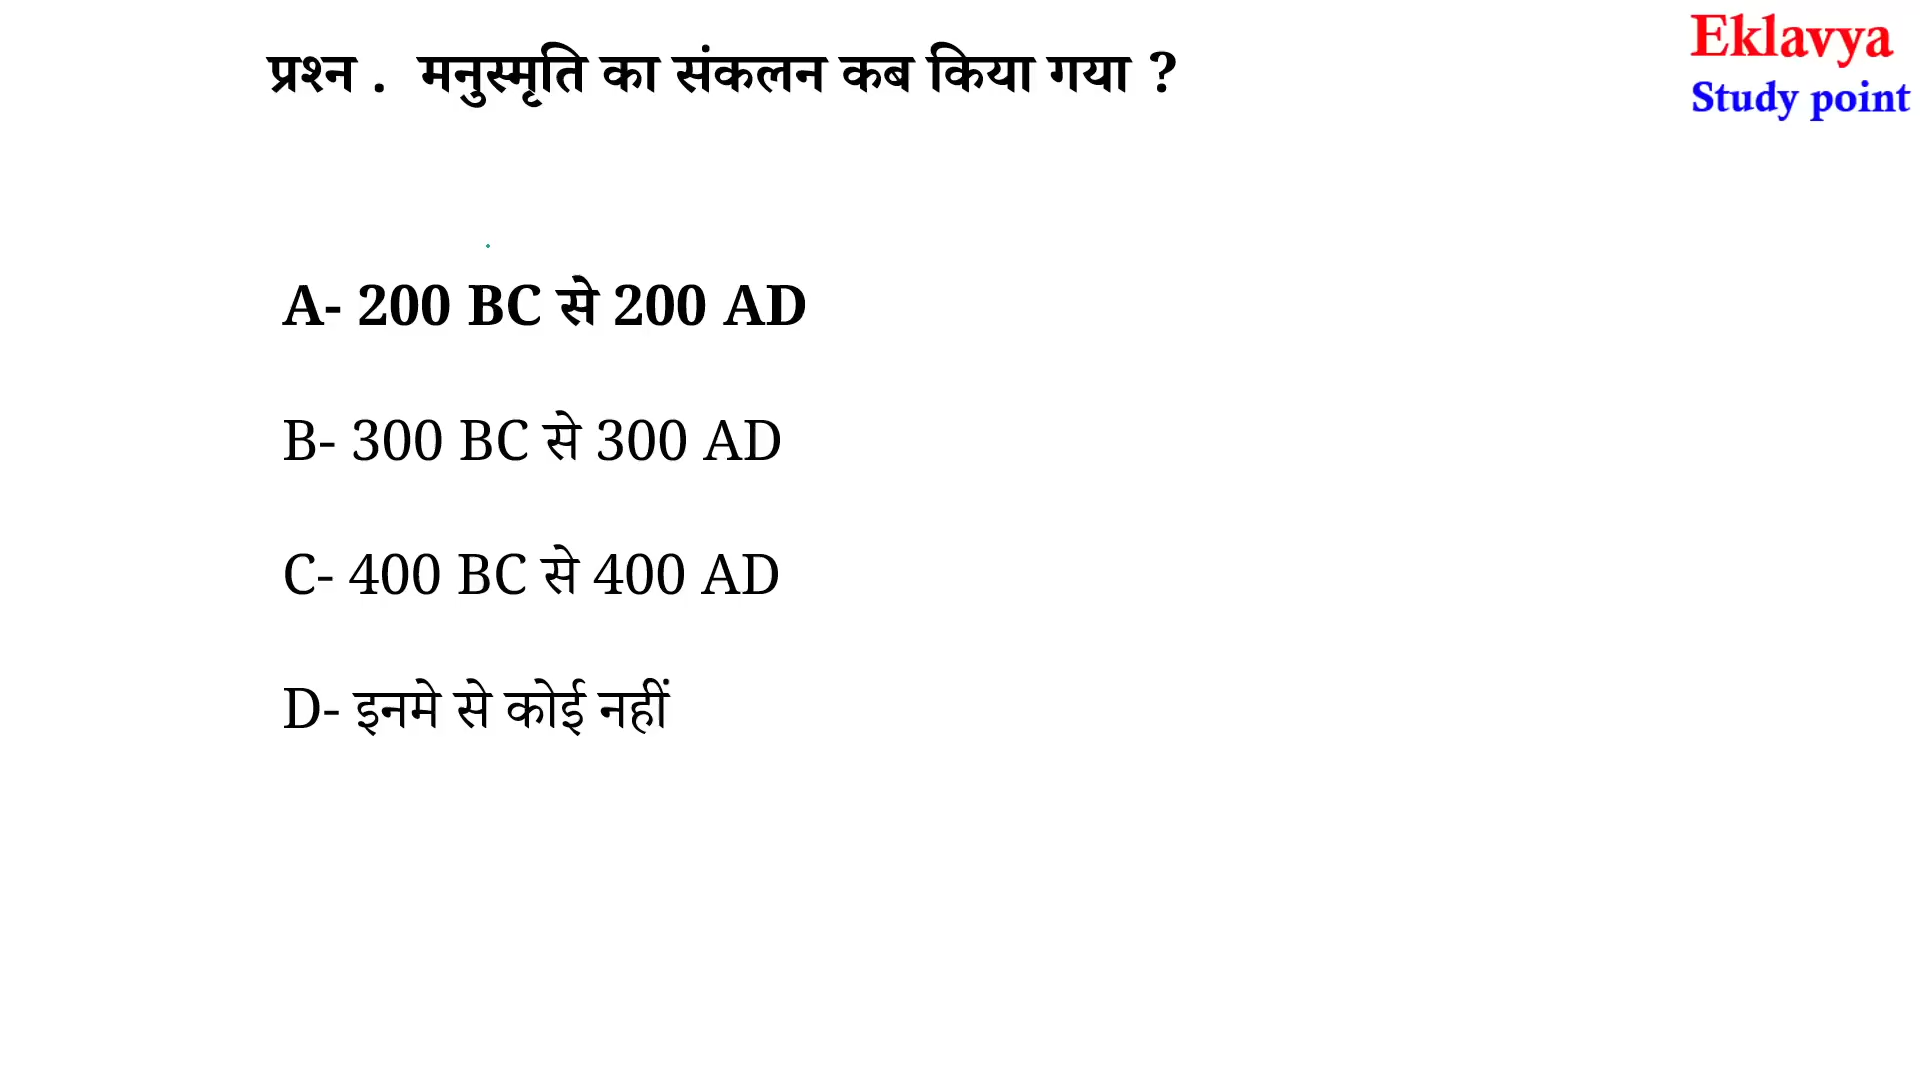 प्रश्न .  मनुस्मृति का संकलन कब किया गया ?
Eklavya
Study point
A- 200 BC से 200 AD
B- 300 BC से 300 AD
C- 400 BC से 400 AD
D- इनमे से कोई नहीं